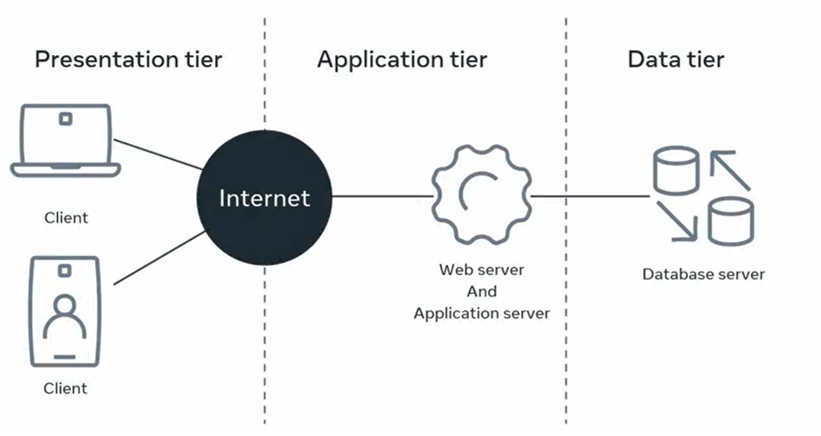 Presentation tier
Application tier
Data tier
Internet
Client
Client
Web server
And
Application server
Database server